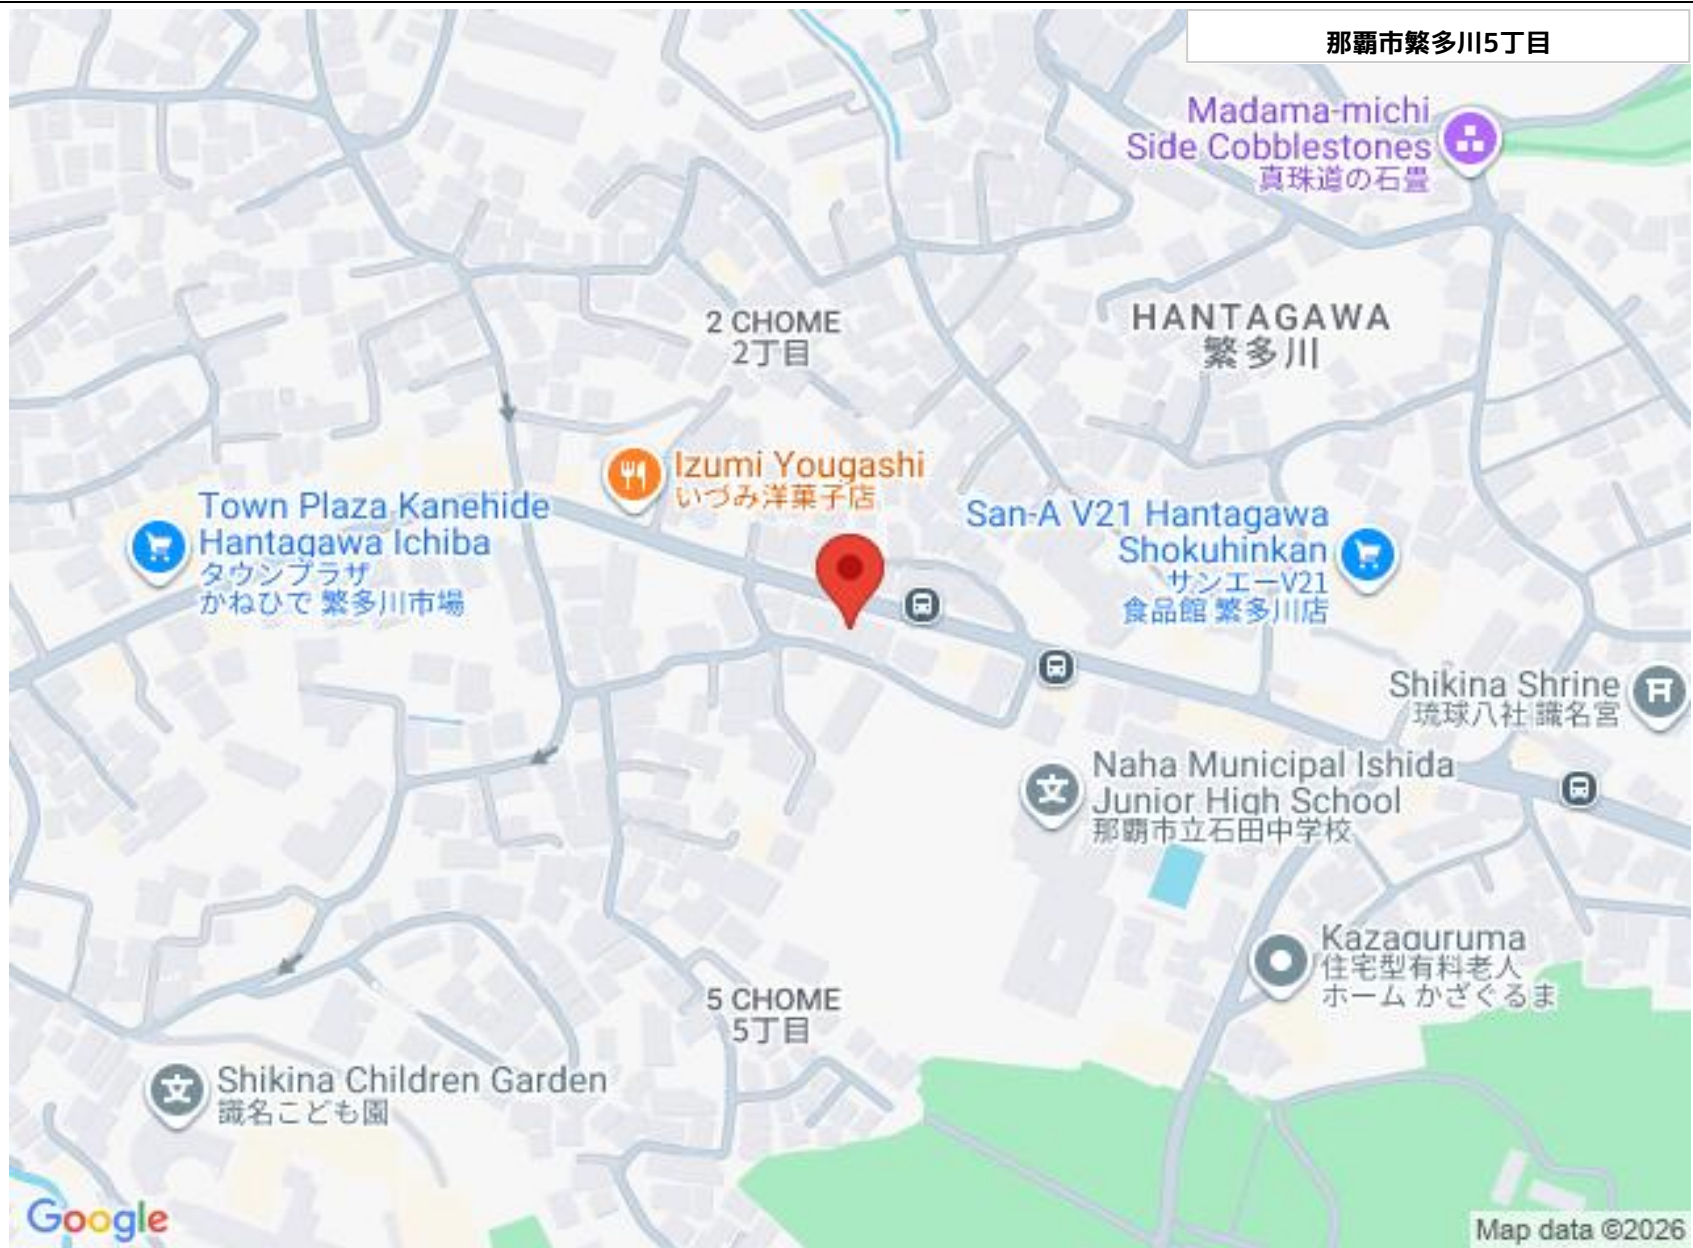 那覇市繁多川5丁目
Madama-michi
Side Cobblestones
真珠道の石畳
2 CHOME
2丁目
HANTAGAWA
繁多川
Izumi Yougashi
いづみ洋菓子店
Town Plaza Kanehide
Hantagawa Ichiba
タウンプラザ
かねひで 繁多川市場
San-A V21 Hantagawa
Shokuhinkan
サンエーV21
食品館 繁多川店
Shikina Shrine
琉球八社 識名宮
Naha Municipal Ishida
Junior High School
那覇市立石田中学校
文
Kazaguruma
住宅型有料老人
ホーム かざぐるま
5 CHOME
5丁目
文
Shikina Children Garden
識名こども園
Google
Map data ©2026